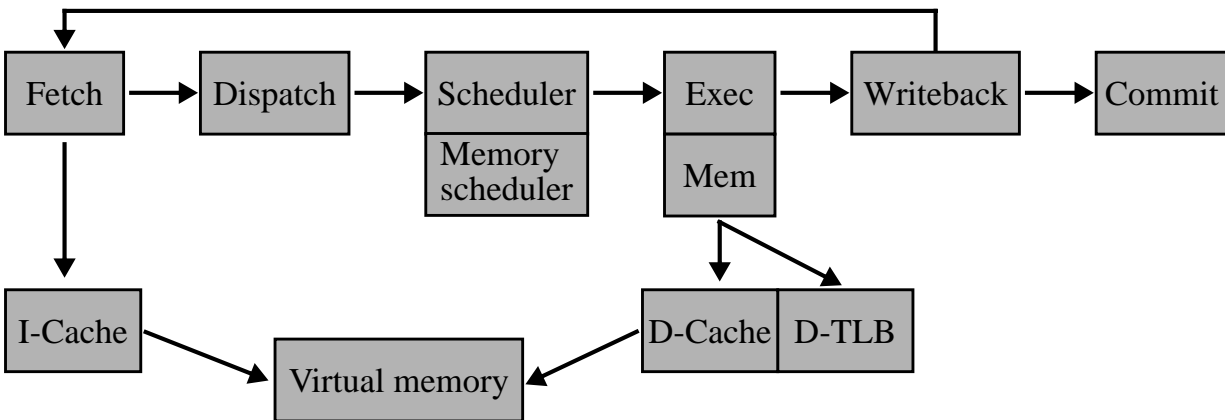 Fetch
Dispatch
Scheduler
Exec
Writeback
Commit
Memory
scheduler
Mem
I-Cache
D-Cache
D-TLB
Virtual memory